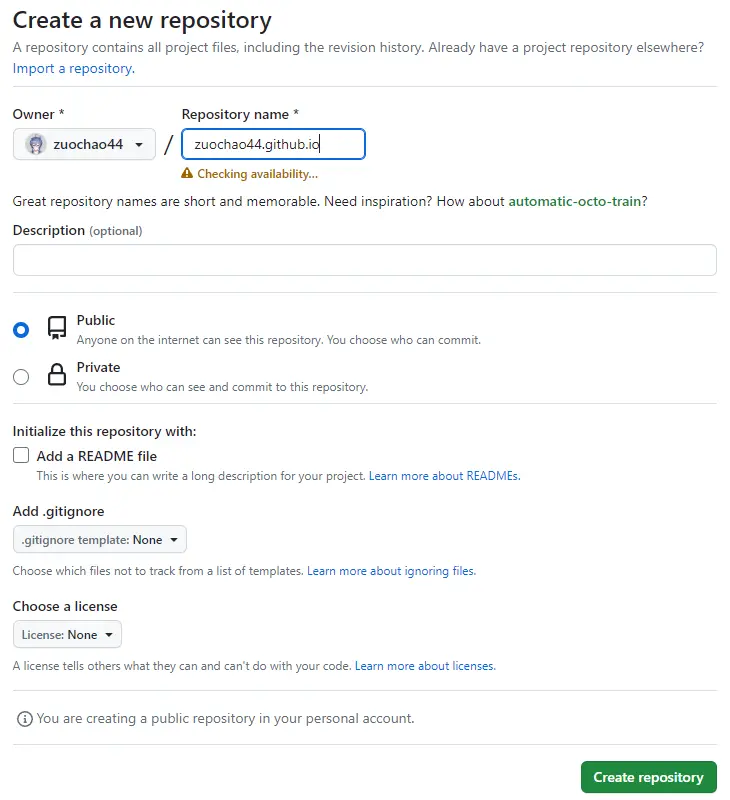 Create a new repository
A repository contains all project files, including the revision history. Already have a project repository elsewhere?
Import a repository.
Owner *
Repository name *
zuochao44
/
zuochao44.github.io
Checking availability...
Great repository names are short and memorable. Need inspiration? How about automatic-octo-train?
Description (optional)
Public
Anyone on the internet can see this repository. You choose who can commit.
Private
You choose who can see and commit to this repository.
Initialize this repository with:
Add a README file
This is where you can write a long description for your project. Learn more about READMEs.
Add .gitignore
.gitignore template: None
Choose which files not to track from a list of templates. Learn more about ignoring files.
Choose a license
License: None
A license tells others what they can and can't do with your code. Learn more about licenses.
You are creating a public repository in your personal account.
Create repository